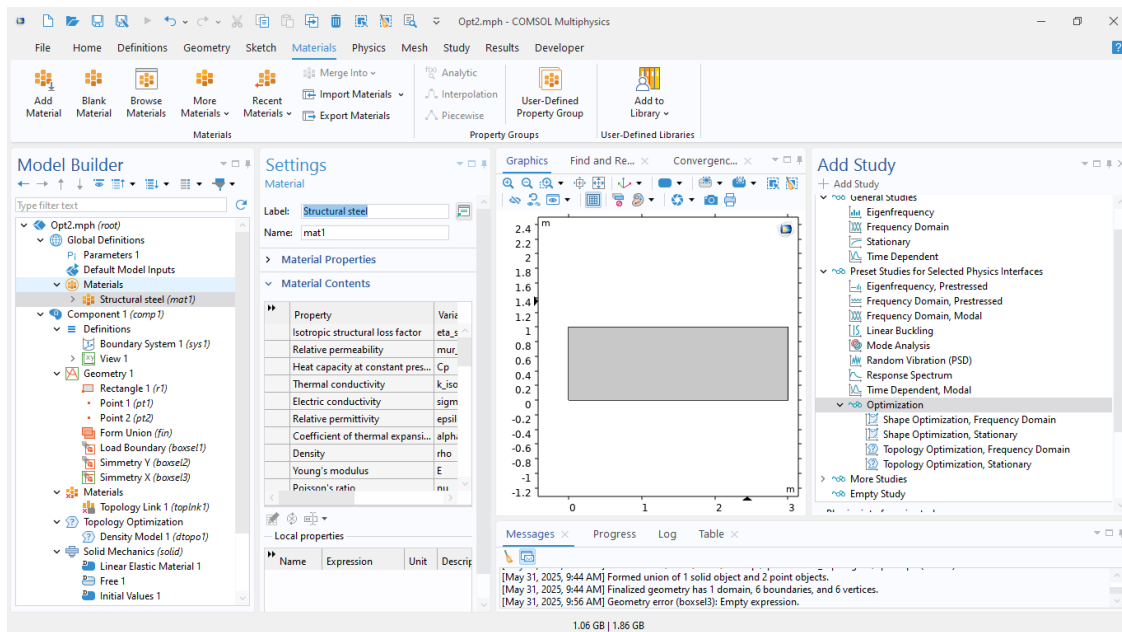 Opt2.mph - COMSOL Multiphysics
File Home Definitions Geometry Sketch Materials Physics Mesh Study Results Developer
Add Material
Blank Material
Browse Materials
More Materials
Recent Materials
Merge Into
Import Materials
Export Materials
Materials
Analytic
Interpolation
Piecewise
User-Defined Property Group
Property Groups
Add to Library
User-Defined Libraries
Model Builder
Type filter text
Opt2.mph (root)
Global Definitions
Pi Parameters 1
Default Model Inputs
Materials
Structural steel (mat1)
Component 1 (comp1)
Definitions
Boundary System 1 (sys1)
View 1
Geometry 1
Rectangle 1 (r1)
Point 1 (pt1)
Point 2 (pt2)
Form Union (fin)
Load Boundary (boxsel1)
Simmetry Y (boxsel2)
Simmetry X (boxsel3)
Materials
Topology Link 1 (toplnk1)
Topology Optimization
Density Model 1 (dtopo1)
Solid Mechanics (solid)
Linear Elastic Material 1
Free 1
Initial Values 1
Settings
Material
Label: Structural steel
Name: mat1
Material Properties
Material Contents
Property Varia
Isotropic structural loss factor eta_s
Relative permeability mur_
Heat capacity at constant pres... Cp
Thermal conductivity k_iso
Electric conductivity sigm
Relative permittivity epsil
Coefficient of thermal expansi... alpha
Density rho
Young's modulus E
Poisson's ratio nu
Local properties
Name Expression Unit Descrip
Graphics Find and Re... Convergenc...
m
2.4
2.2
2
1.8
1.6
1.4
1.2
1
0.8
0.6
0.4
0.2
0
-0.2
-0.4
-0.6
-0.8
-1
-1.2
m
0 1 2 3
Messages Progress Log Table
[May 31, 2025, 9:44 AM] Formed union of 1 solid object and 2 point objects.
[May 31, 2025, 9:44 AM] Finalized geometry has 1 domain, 6 boundaries, and 6 vertices.
[May 31, 2025, 9:56 AM] Geometry error (boxsel3): Empty expression.
Add Study
Add Study
General Studies
Eigenfrequency
Frequency Domain
Stationary
Time Dependent
Preset Studies for Selected Physics Interfaces
Eigenfrequency, Prestressed
Frequency Domain, Prestressed
Frequency Domain, Modal
Linear Buckling
Mode Analysis
Random Vibration (PSD)
Response Spectrum
Time Dependent, Modal
Optimization
Shape Optimization, Frequency Domain
Shape Optimization, Stationary
Topology Optimization, Frequency Domain
Topology Optimization, Stationary
More Studies
Empty Study
1.06 GB | 1.86 GB